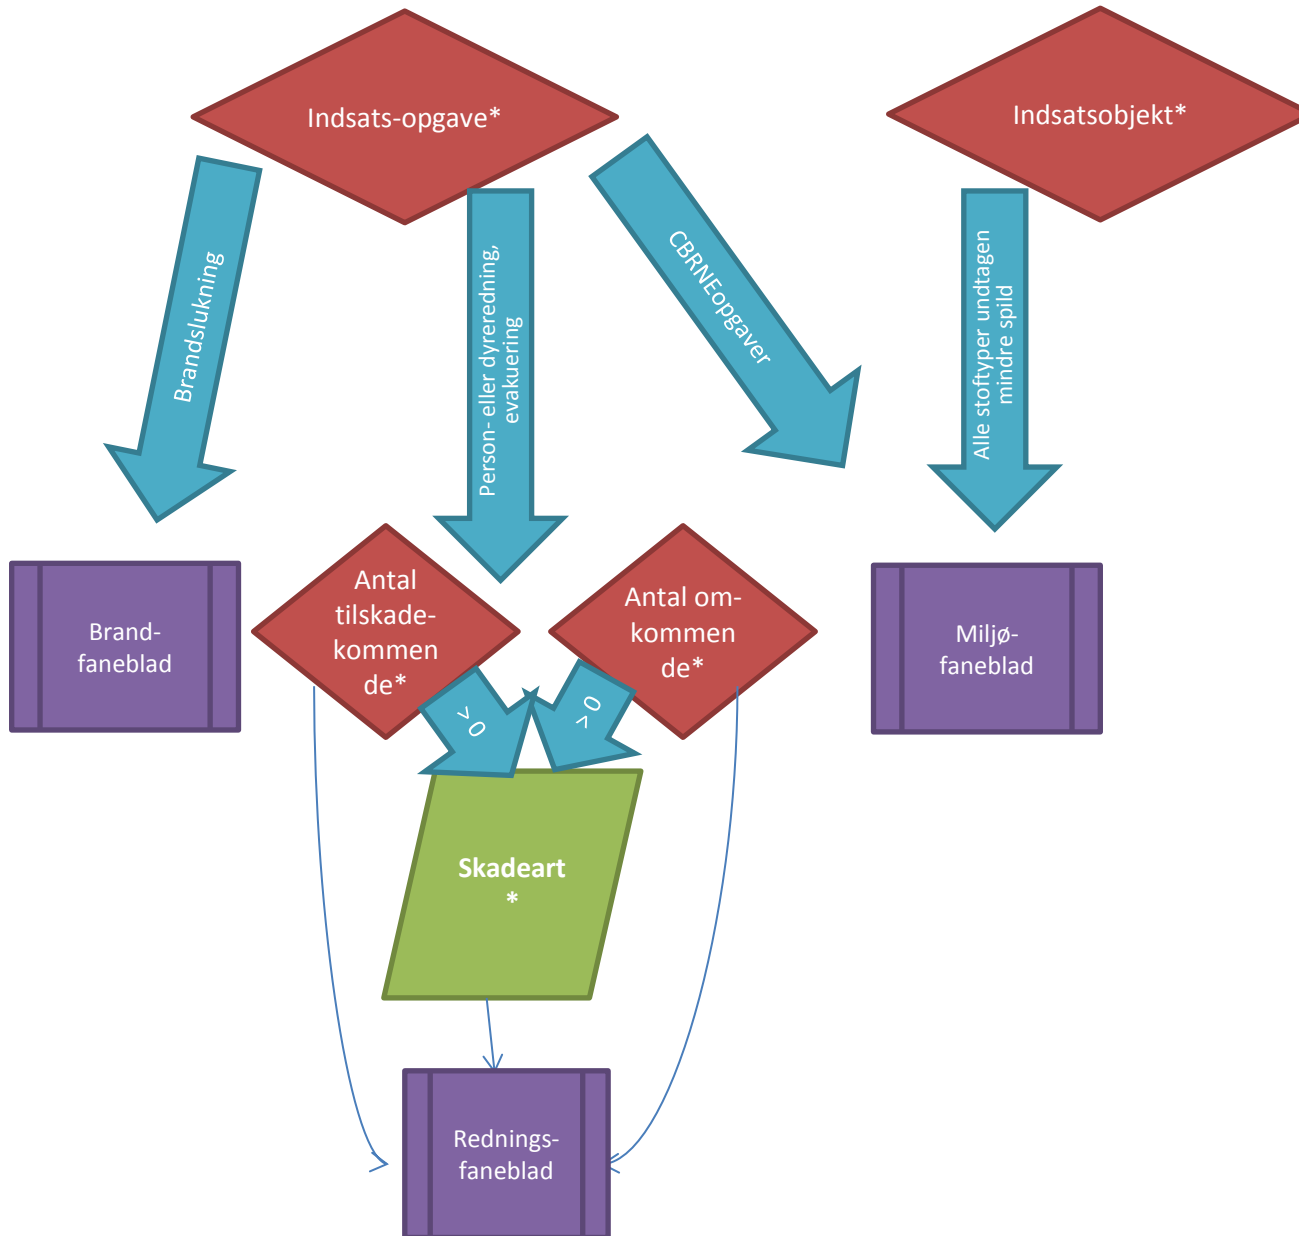 Indsats-opgave*
Indsatsobjekt*
Brandslukning
Person- eller dyreredning,
evakuering
CBRNEopgaver
Alle stoftyper undtagen
mindre spild
Brand-
faneblad
Antal
tilskade-
kommen
de*
Antal om-
kommen
de*
Miljø-
faneblad
> 0
> 0
Skadeart
*
Rednings-
faneblad